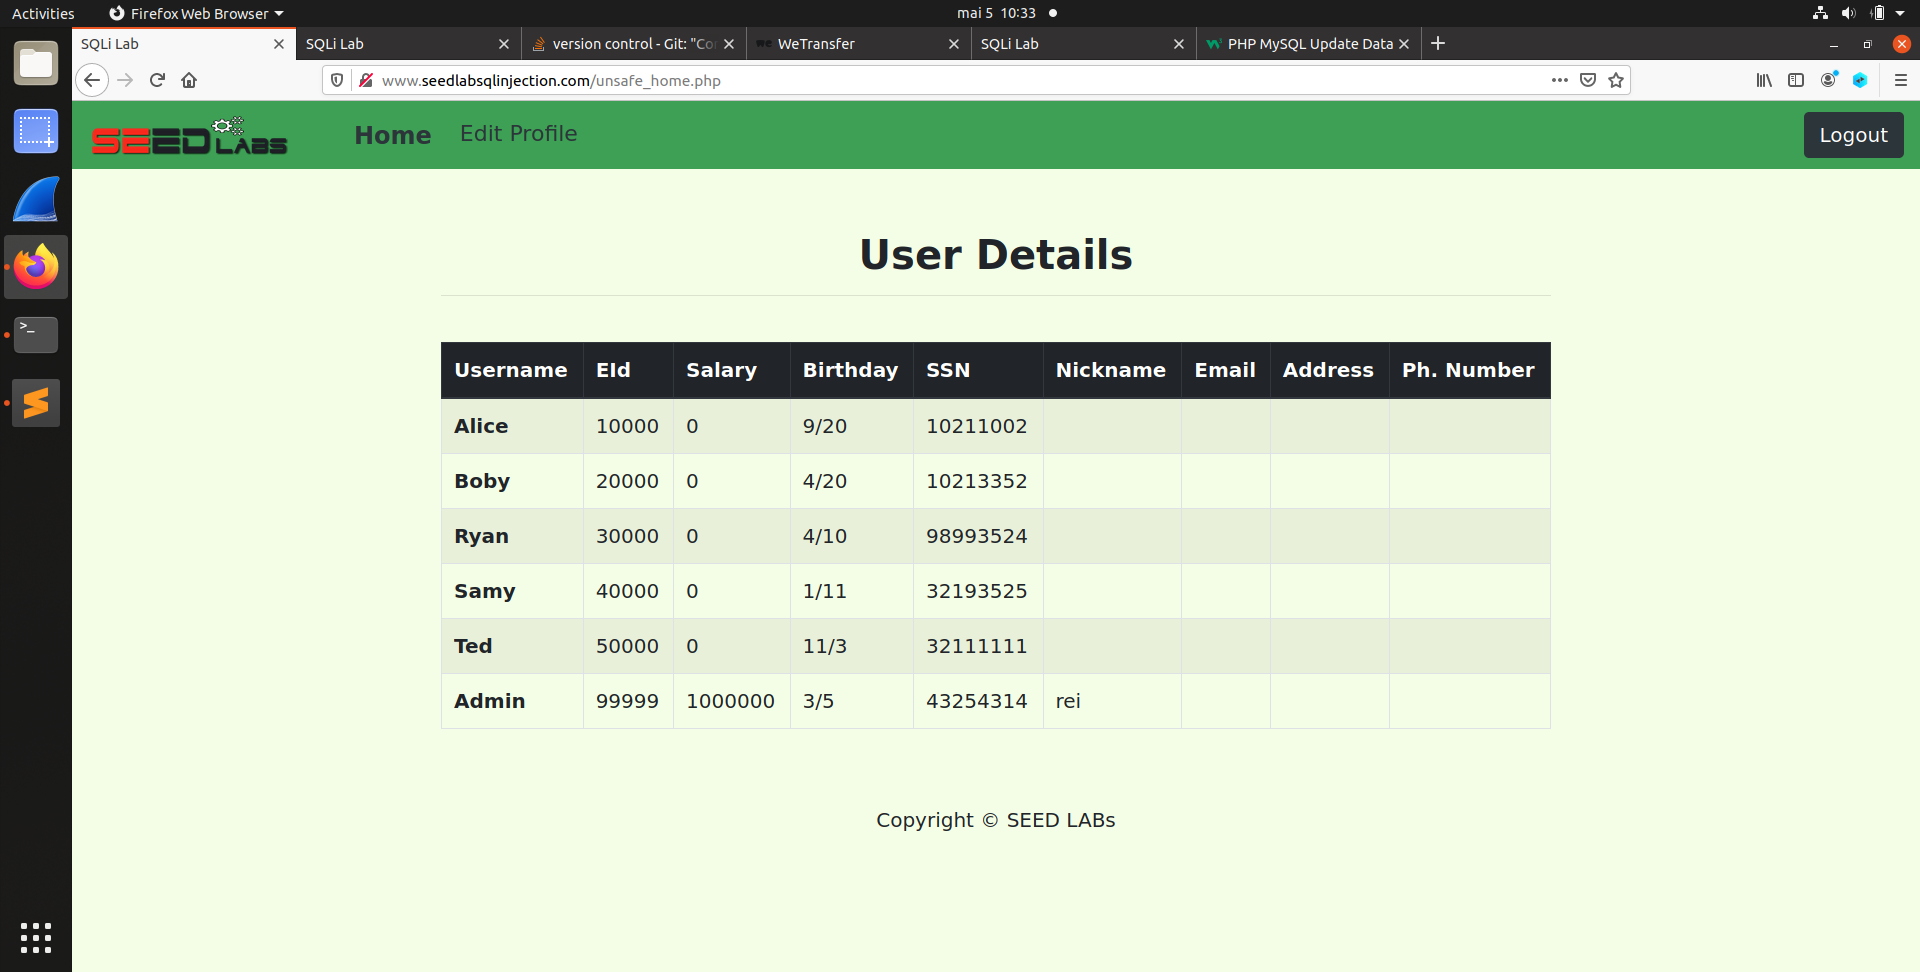 Activities Firefox Web Browser mai 5 10:33
SQLi Lab SQLi Lab version control - Git: "Co WeTransfer SQLi Lab PHP MySQL Update Data
www.seedlabsqlinjection.com/unsafe_home.php
SEED LABS Home Edit Profile Logout
User Details
Username EId Salary Birthday SSN Nickname Email Address Ph. Number
Alice 10000 0 9/20 10211002
Boby 20000 0 4/20 10213352
Ryan 30000 0 4/10 98993524
Samy 40000 0 1/11 32193525
Ted 50000 0 11/3 32111111
Admin 99999 1000000 3/5 43254314 rei
Copyright © SEED LABs